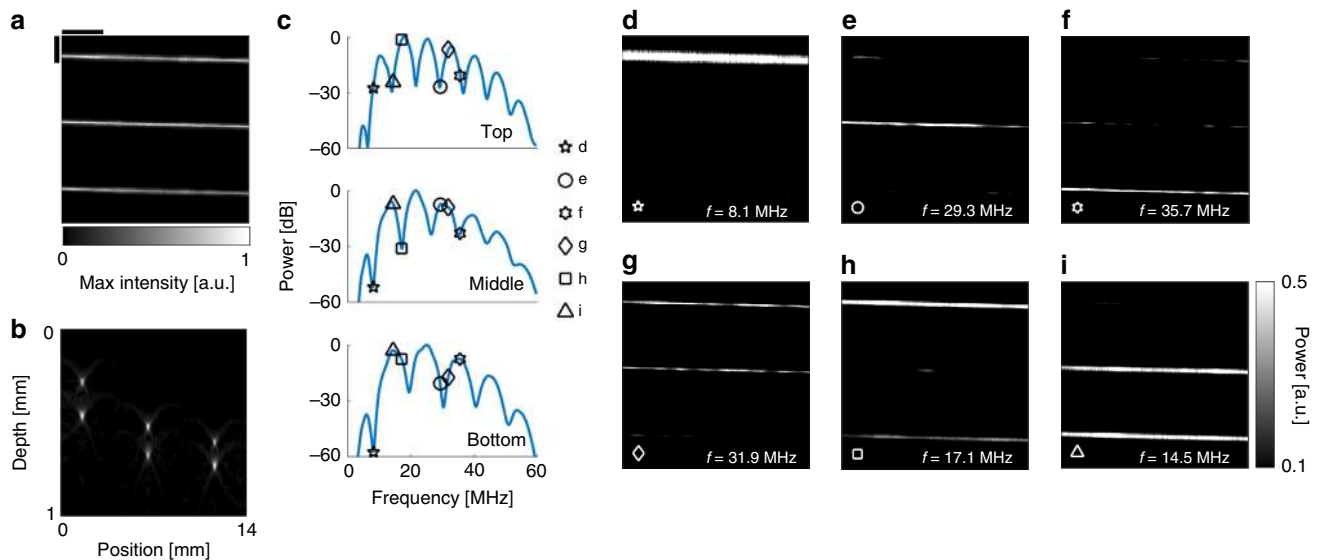 a
0
1
Max intensity [a.u.]
b
0
Depth [mm]
1
0
14
Position [mm]
c
Power [dB]
0
–30
–60
Top
0
–30
–60
Middle
0
–30
–60
Bottom
0
20
40
60
Frequency [MHz]
d
e
f
g
h
i
d
f = 8.1 MHz
e
f = 29.3 MHz
f
f = 35.7 MHz
g
f = 31.9 MHz
h
f = 17.1 MHz
i
f = 14.5 MHz
0.5
Power [a.u.]
0.1